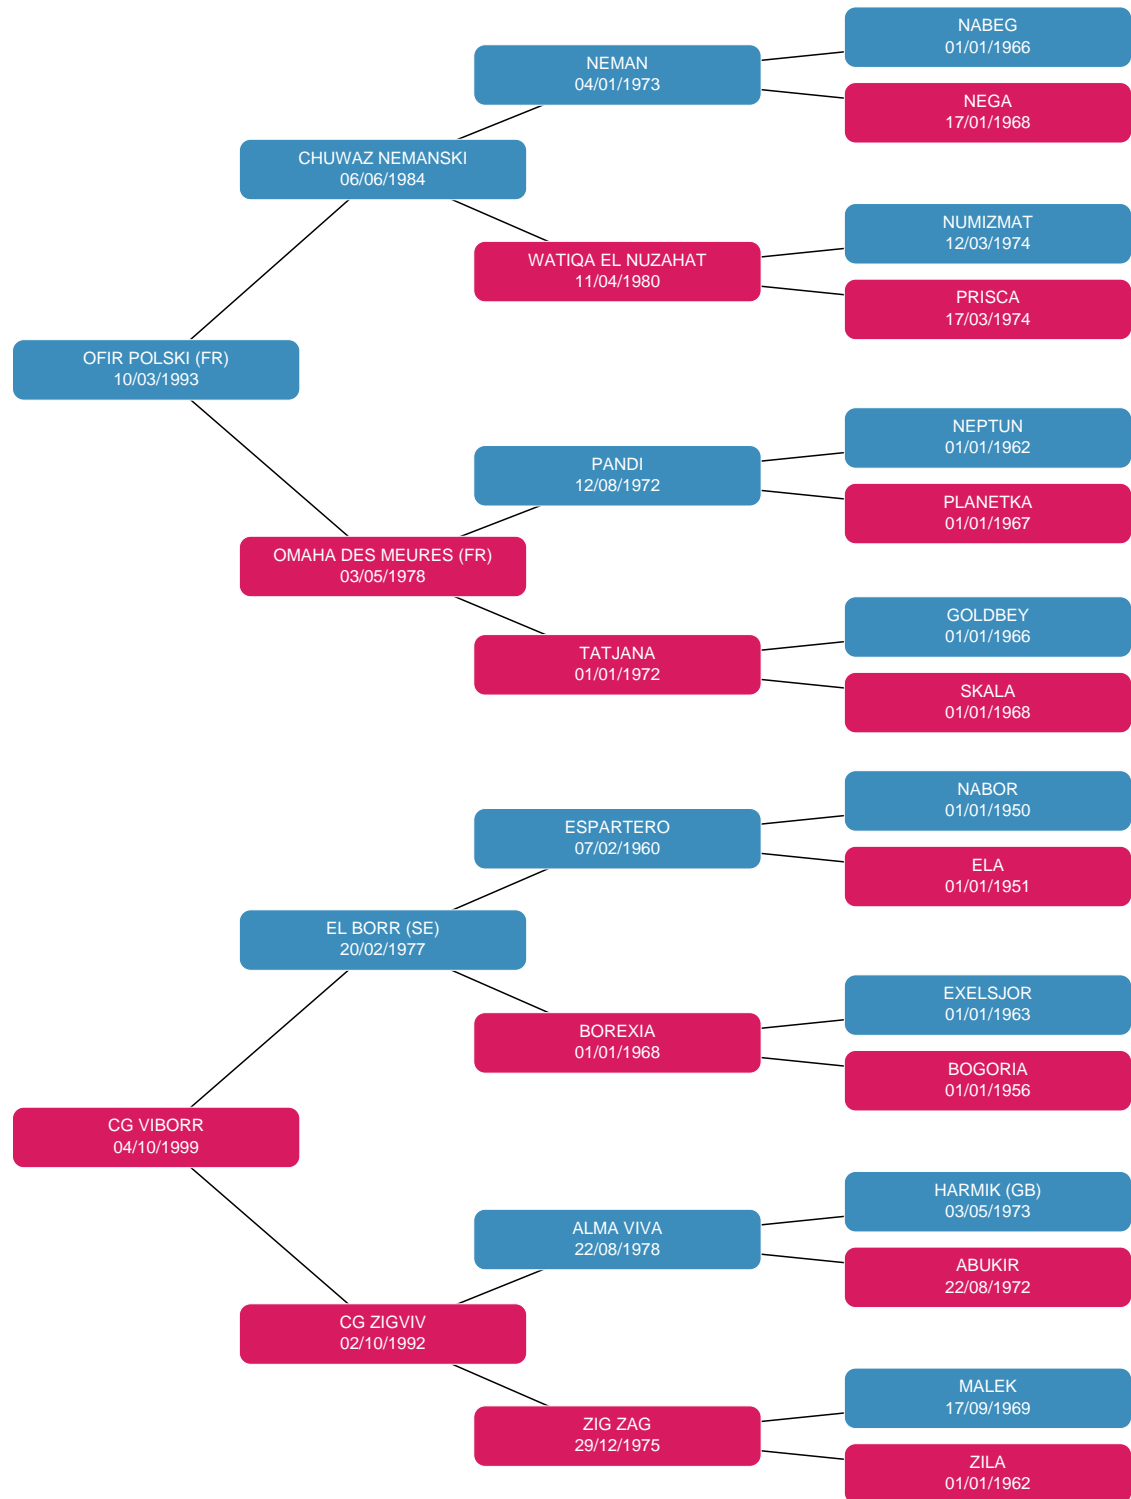 NABEG
01/01/1966
NEMAN
04/01/1973
NEGA
17/01/1968
CHUWAZ NEMANSKI
06/06/1984
NUMIZMAT
12/03/1974
WATIQA EL NUZAHAT
11/04/1980
PRISCA
17/03/1974
OFIR POLSKI (FR)
10/03/1993
NEPTUN
01/01/1962
PANDI
12/08/1972
PLANETKA
01/01/1967
OMAHA DES MEURES (FR)
03/05/1978
GOLDBEY
01/01/1966
TATJANA
01/01/1972
SKALA
01/01/1968
NABOR
01/01/1950
ESPARTERO
07/02/1960
ELA
01/01/1951
EL BORR (SE)
20/02/1977
EXELSJOR
01/01/1963
BOREXIA
01/01/1968
BOGORIA
01/01/1956
CG VIBORR
04/10/1999
HARMIK (GB)
03/05/1973
ALMA VIVA
22/08/1978
ABUKIR
22/08/1972
CG ZIGVIV
02/10/1992
MALEK
17/09/1969
ZIG ZAG
29/12/1975
ZILA
01/01/1962